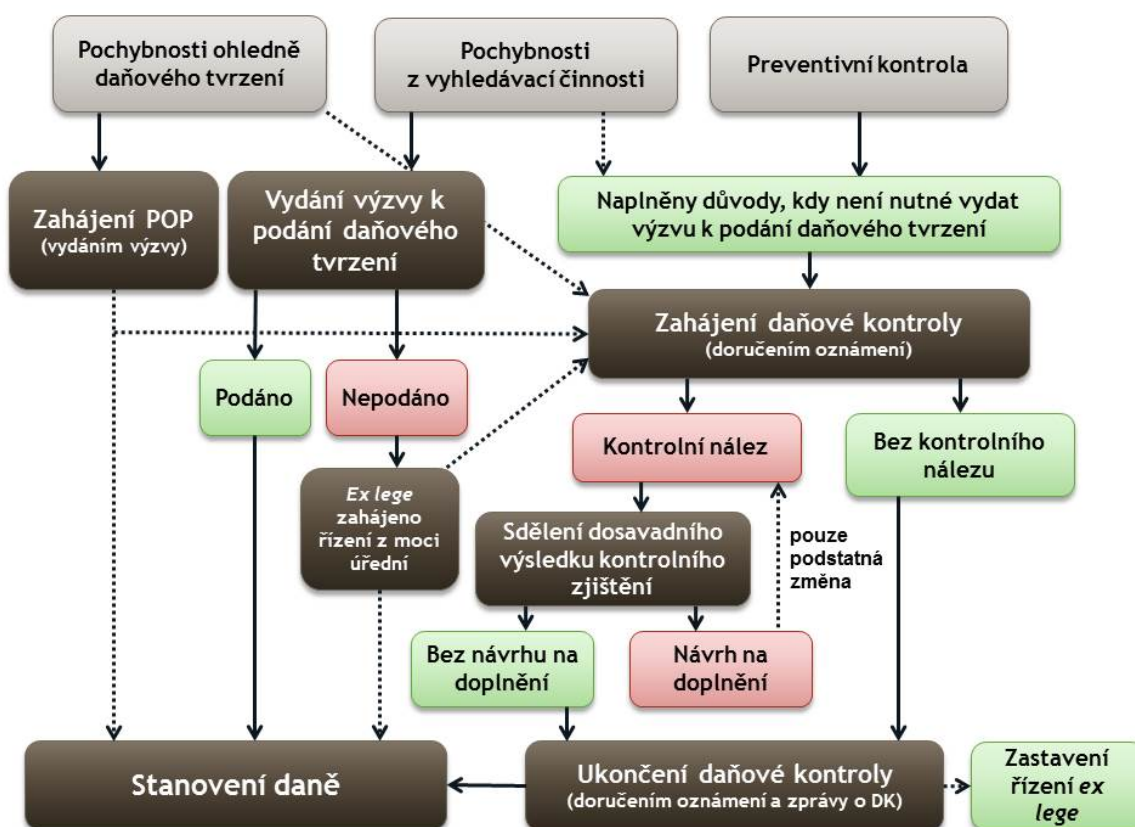 Pochybnosti ohledně
daňového tvrzení
Pochybnosti
z vyhledávací činnosti
Preventivní kontrola
Zahájení POP
(vydáním výzvy)
Vydání výzvy k
podání daňového
tvrzení
Naplněny důvody, kdy není nutné vydat
výzvu k podání daňového tvrzení
Zahájení daňové kontroly
(doručením oznámení)
Podáno
Nepodáno
Kontrolní nález
Bez kontrolního
nálezu
Ex lege
zahájeno
řízení z moci
úřední
Sdělení dosavadního
výsledku kontrolního
zjištění
pouze
podstatná
změna
Bez návrhu na
doplnění
Návrh na
doplnění
Stanovení daně
Ukončení daňové kontroly
(doručením oznámení a zprávy o DK)
Zastavení
řízení ex
lege